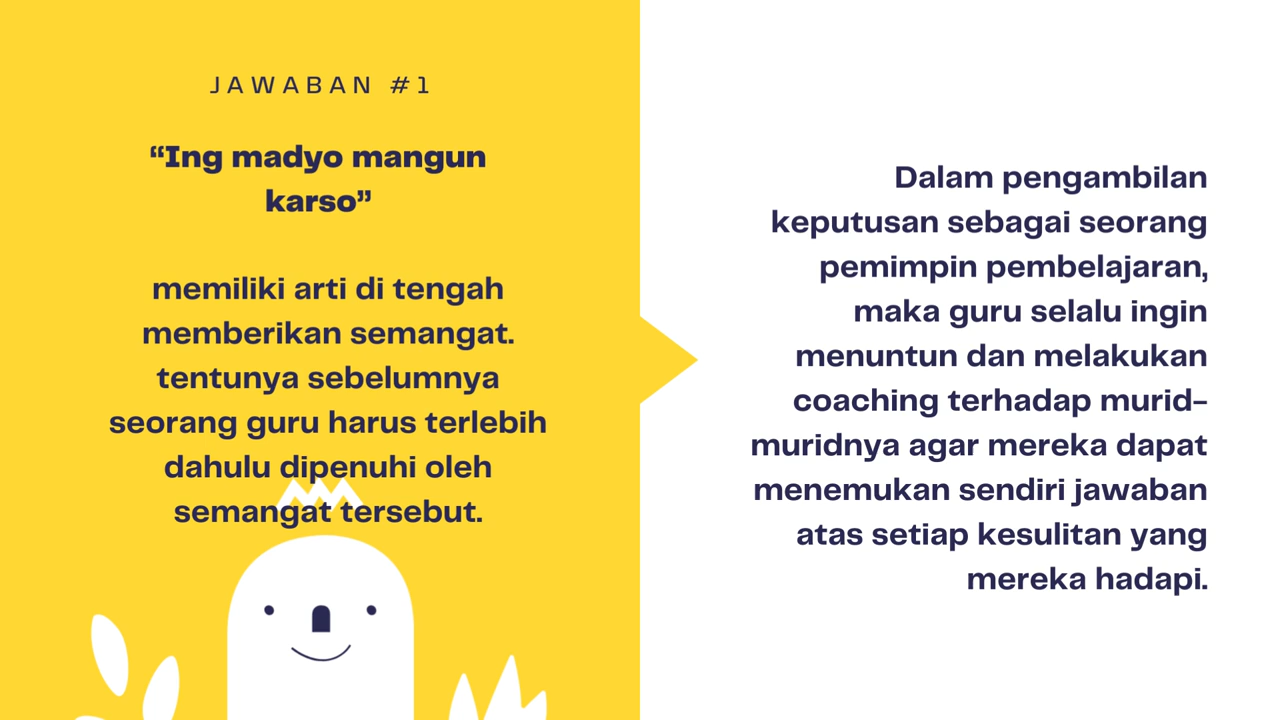 JAWABAN #1
“Ing madyo mangun
karso”
memiliki arti di tengah
memberikan semangat.
tentunya sebelumnya
seorang guru harus terlebih
dahulu dipenuhi oleh
semangat tersebut.
Dalam pengambilan
keputusan sebagai seorang
pemimpin pembelajaran,
maka guru selalu ingin
menuntun dan melakukan
coaching terhadap murid-
muridnya agar mereka dapat
menemukan sendiri jawaban
atas setiap kesulitan yang
mereka hadapi.